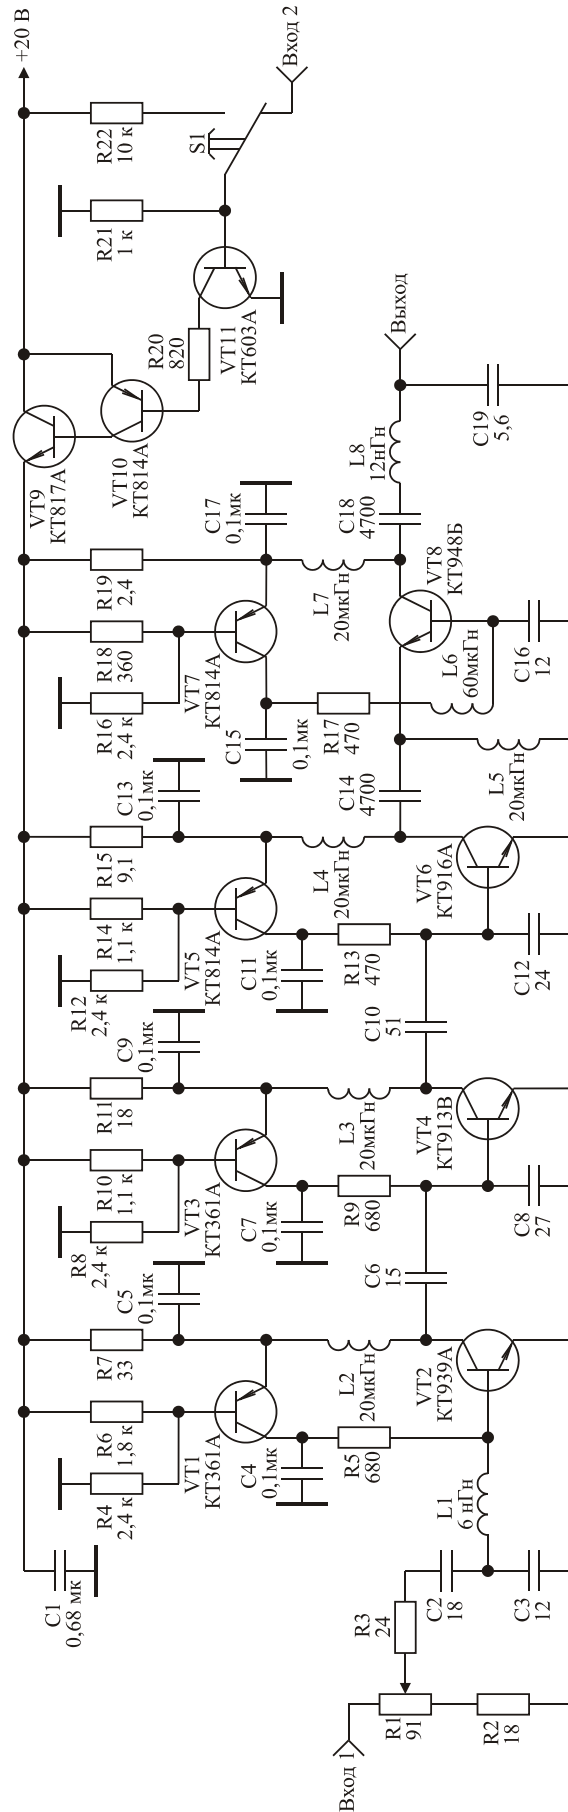 C1
0,68 мк
R4
2,4 к
R6
1,8 к
R7
33
VT1
КТ361А
C4
0,1мк
C5
0,1мк
R5
680
L2
20мкГн
VT2
КТ939А
L1
6 нГн
R3
24
C2
18
C3
12
R1
91
R2
18
Вход 1
R8
2,4 к
R10
1,1 к
R11
18
VT3
КТ361А
C7
0,1мк
C9
0,1мк
R9
680
L3
20мкГн
C6
15
VT4
КТ913В
C8
27
R12
2,4 к
R14
1,1 к
R15
9,1
VT5
КТ814А
C11
0,1мк
C13
0,1мк
R13
470
L4
20мкГн
C10
51
VT6
КТ916А
C12
24
C14
4700
L5
20мкГн
R16
2,4 к
R18
360
R19
2,4
VT7
КТ814А
C15
0,1мк
C17
0,1мк
R17
470
L7
20мкГн
L6
60мкГн
C16
12
VT8
КТ948Б
C18
4700
L8
12нГн
C19
5,6
Выход
VT9
КТ817А
VT10
КТ814А
R20
820
VT11
КТ603А
R21
1 к
R22
10 к
S1
Вход 2
+20 В